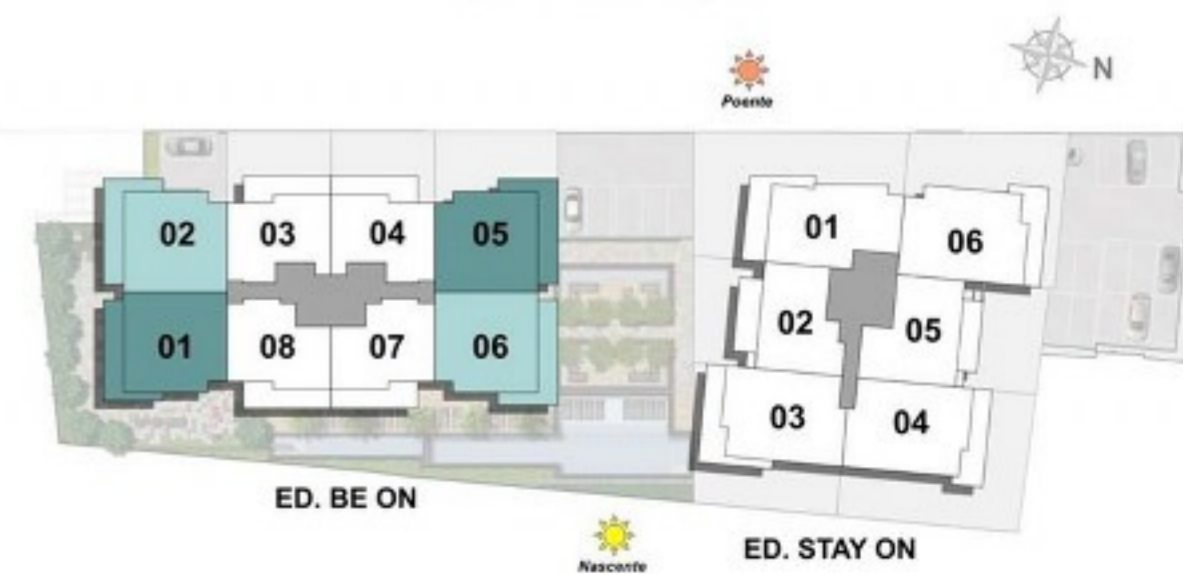 Poente
N
02 03 04 05
01 08 07 06
01 06
02 05
03 04
ED. BE ON
Nascente
ED. STAY ON